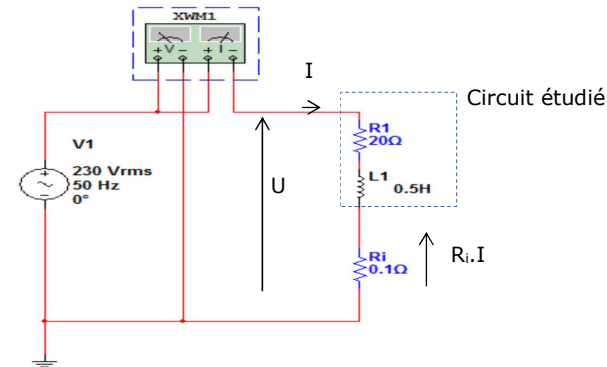 XWM1
V I
+ - + -
I
Circuit étudié
R1
20Ω
V1
L1
0.5H
230 Vrms
50 Hz
0°
U
Ri
0.1Ω
Ri.I